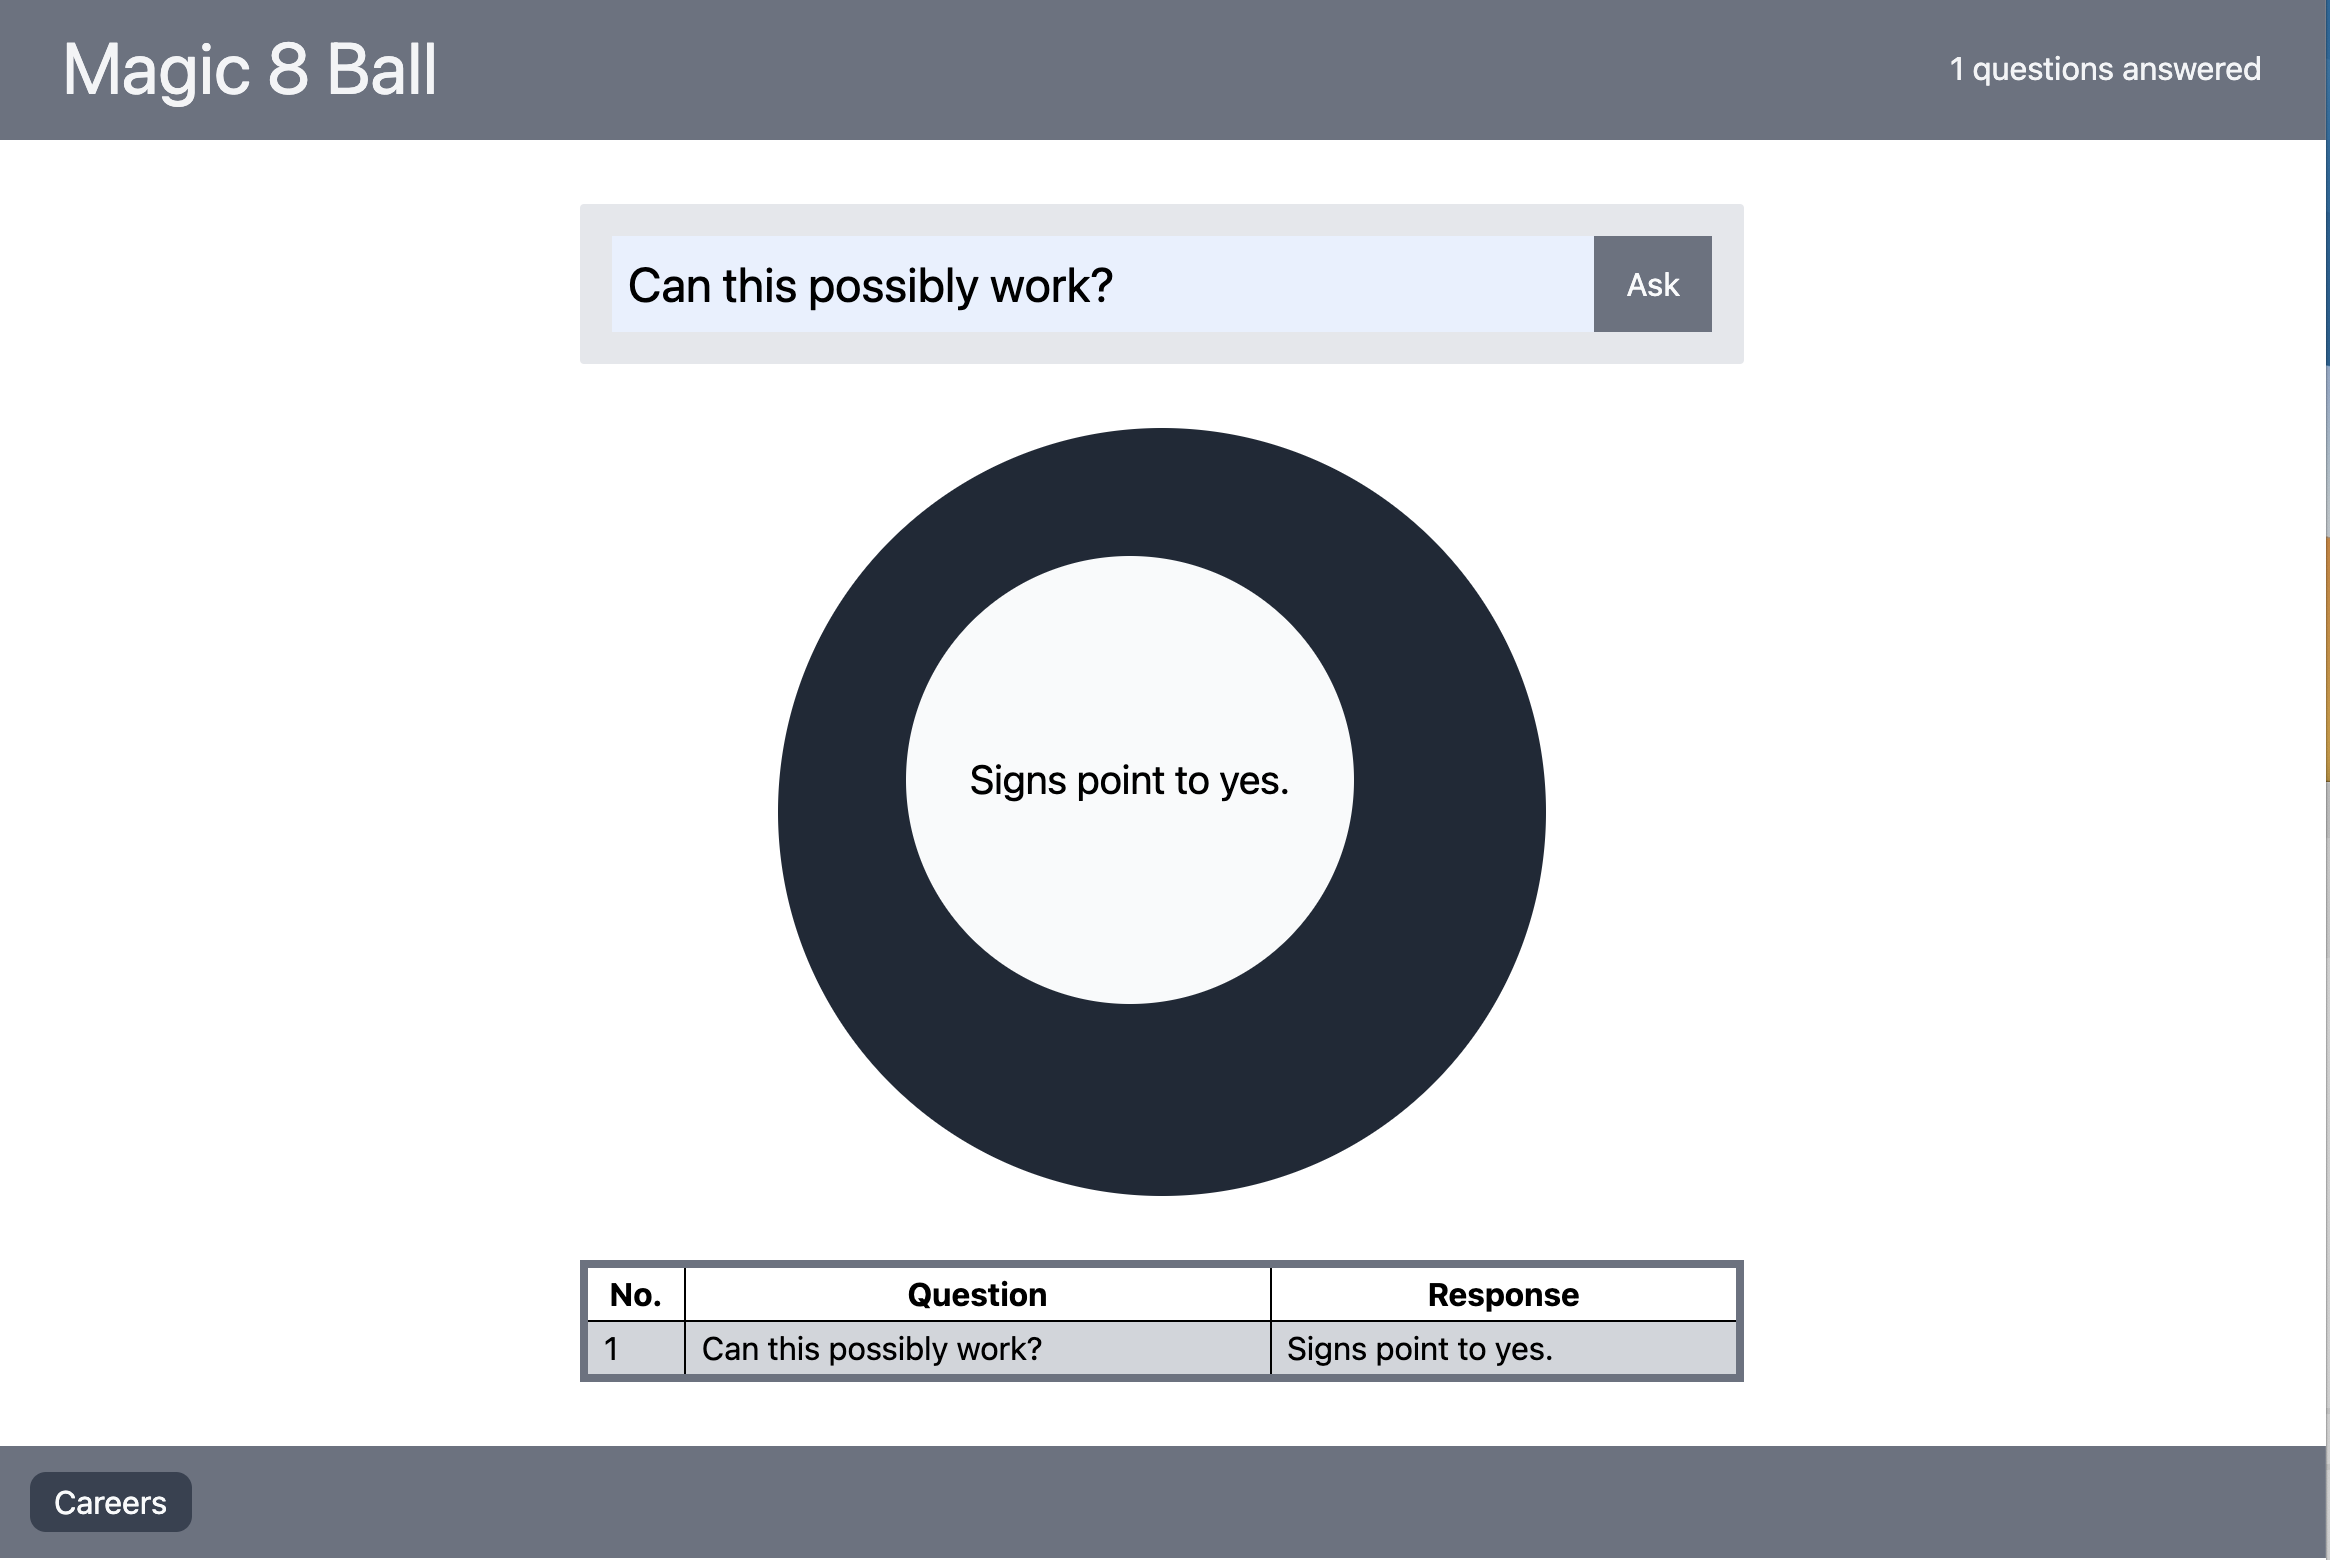 Magic 8 Ball
1 questions answered
Can this possibly work?
Ask
Signs point to yes.
No. Question Response
1 Can this possibly work? Signs point to yes.
Careers